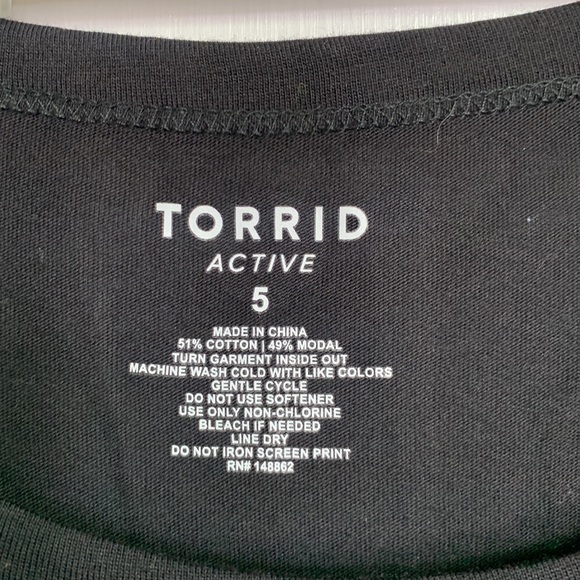 TORRID
ACTIVE
5
MADE IN CHINA
51% COTTON | 49% MODAL
TURN GARMENT INSIDE OUT
MACHINE WASH COLD WITH LIKE COLORS
GENTLE CYCLE
DO NOT USE SOFTENER
USE ONLY NON-CHLORINE
BLEACH IF NEEDED
LINE DRY
DO NOT IRON SCREEN PRINT
RN# 148862